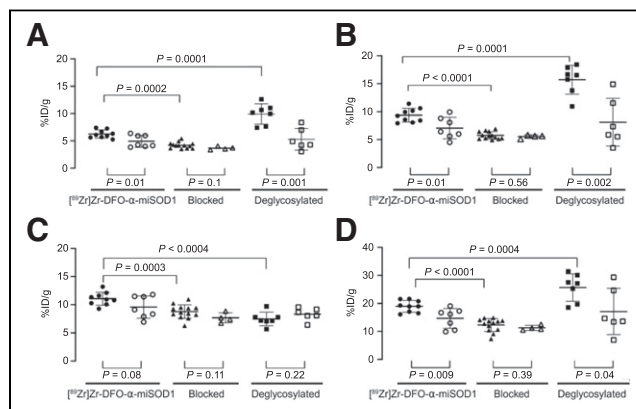 A
P = 0.0001
P = 0.0002
%ID/g
20
15
10
5
0
P = 0.01
P = 0.1
P = 0.001
[⁸⁹Zr]Zr-DFO-α-miSOD1
Blocked
Deglycosylated
B
P = 0.0001
P < 0.0001
%ID/g
20
15
10
5
0
P = 0.01
P = 0.56
P = 0.002
[⁸⁹Zr]Zr-DFO-α-miSOD1
Blocked
Deglycosylated
C
P < 0.0004
P = 0.0003
%ID/g
20
15
10
5
0
P = 0.08
P = 0.11
P = 0.22
[⁸⁹Zr]Zr-DFO-α-miSOD1
Blocked
Deglycosylated
D
P = 0.0004
P < 0.0001
%ID/g
40
30
20
10
0
P = 0.009
P = 0.39
P = 0.04
[⁸⁹Zr]Zr-DFO-α-miSOD1
Blocked
Deglycosylated